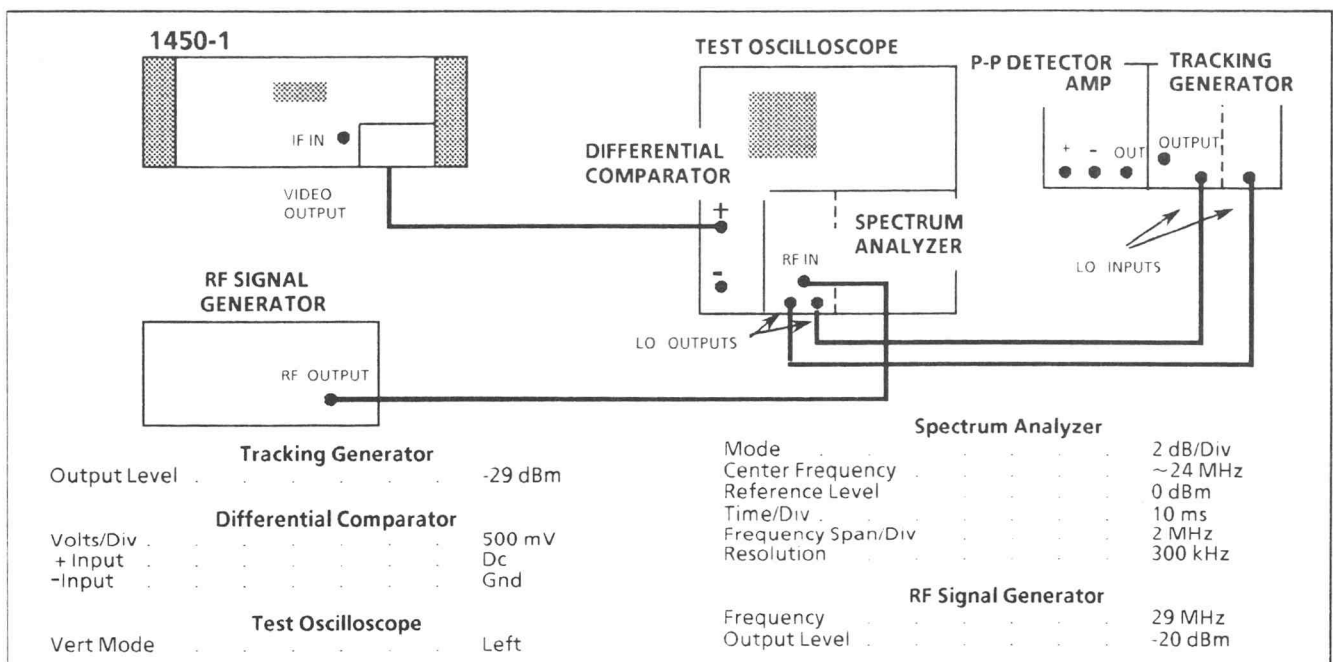 1450-1
IF IN
VIDEO
OUTPUT
TEST OSCILLOSCOPE
DIFFERENTIAL
COMPARATOR
+
-
SPECTRUM
ANALYZER
RF IN
LO OUTPUTS
P-P DETECTOR
AMP
TRACKING
GENERATOR
+ - OUT
OUTPUT
LO INPUTS
RF SIGNAL
GENERATOR
RF OUTPUT
Tracking Generator
Output Level . . . . . . -29 dBm
Differential Comparator
Volts/Div . . . . . . . 500 mV
+ Input . . . . . . . Dc
-Input . . . . . . . Gnd
Test Oscilloscope
Vert Mode . . . . . . Left
Spectrum Analyzer
Mode . . . . . 2 dB/Div
Center Frequency . . . . . ~24 MHz
Reference Level . . . . 0 dBm
Time/Div . . . . . . 10 ms
Frequency Span/Div . . . . 2 MHz
Resolution . . . . . 300 kHz
RF Signal Generator
Frequency . . . . . 29 MHz
Output Level . . . . . . -20 dBm